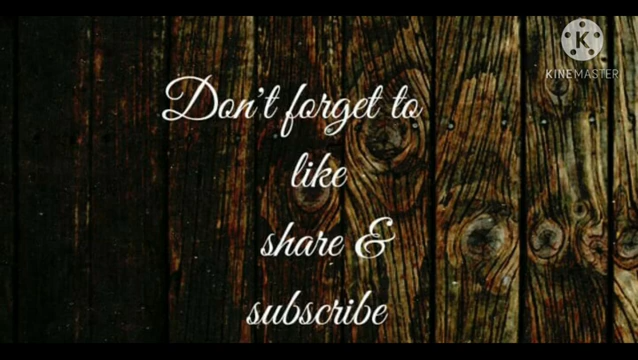 K
KINEMASTER
Don't forget to
like
share &
subscribe